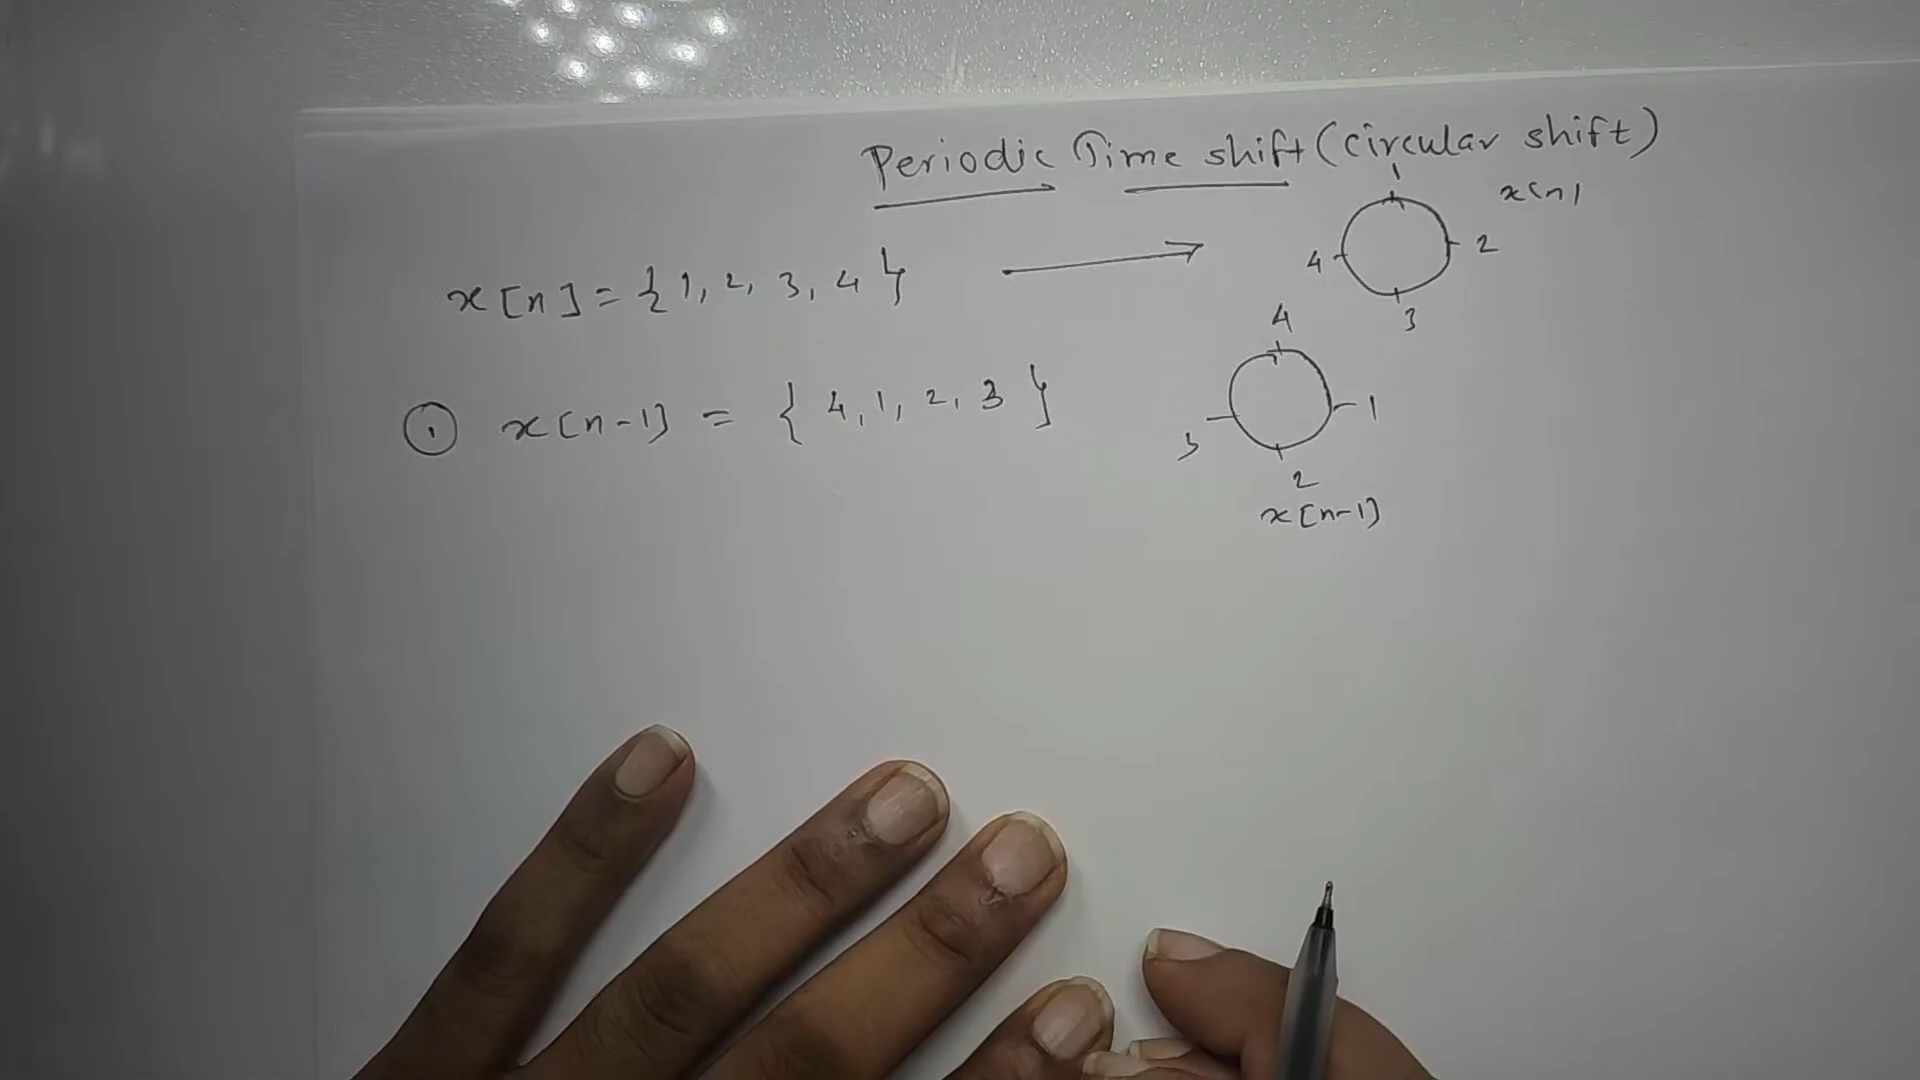 Periodic Time shift (circular shift)
x[n] = {1, 2, 3, 4}
1
x[n]
4
2
3
① x[n-1] = {4, 1, 2, 3}
4
1
3
2
x[n-1]